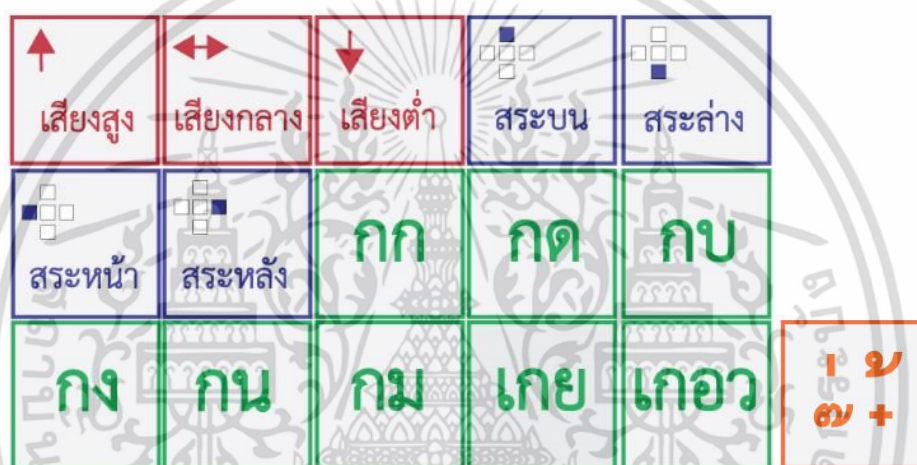 เสียงสูง เสียงกลาง เสียงต่ำ สระบน สระล่าง
สระหน้า สระหลัง กก กด กบ
กง กน กม เกย เกอว